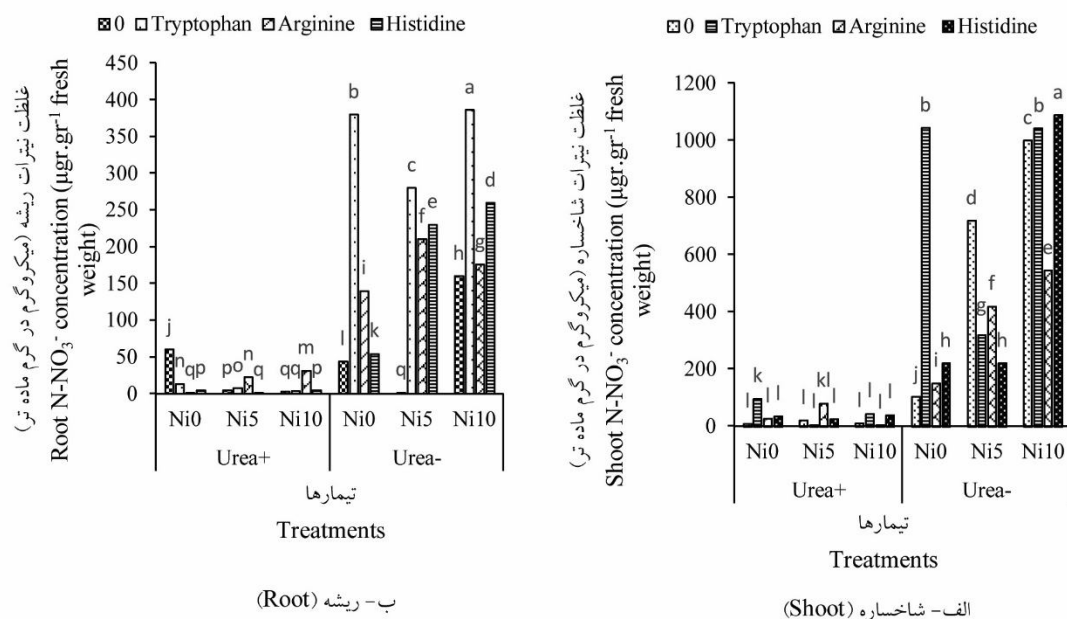 0 Tryptophan Arginine Histidine
غلظت نیترات ریشه (میکروگرم در گرم ماده تر)
Root N-NO₃⁻ concentration (µgr.gr⁻¹ fresh
weight)
450
400
350
300
250
200
150
100
50
0
j n q p
p o n q
q q m p
l b i k
q c f e
h a g d
Ni0 Ni5 Ni10 Ni0 Ni5 Ni10
Urea+ Urea-
تیمارها
Treatments
ب- ریشه (Root)
0 Tryptophan Arginine Histidine
غلظت نیترات شاخساره (میکروگرم در گرم ماده تر)
Shoot N-NO₃⁻ concentration (µgr.gr⁻¹ fresh
weight)
1200
1000
800
600
400
200
0
l k l l
l l kl l
l l l l
j b i h
d g f h
c b e a
Ni0 Ni5 Ni10 Ni0 Ni5 Ni10
Urea+ Urea-
تیمارها
Treatments
الف- شاخساره (Shoot)